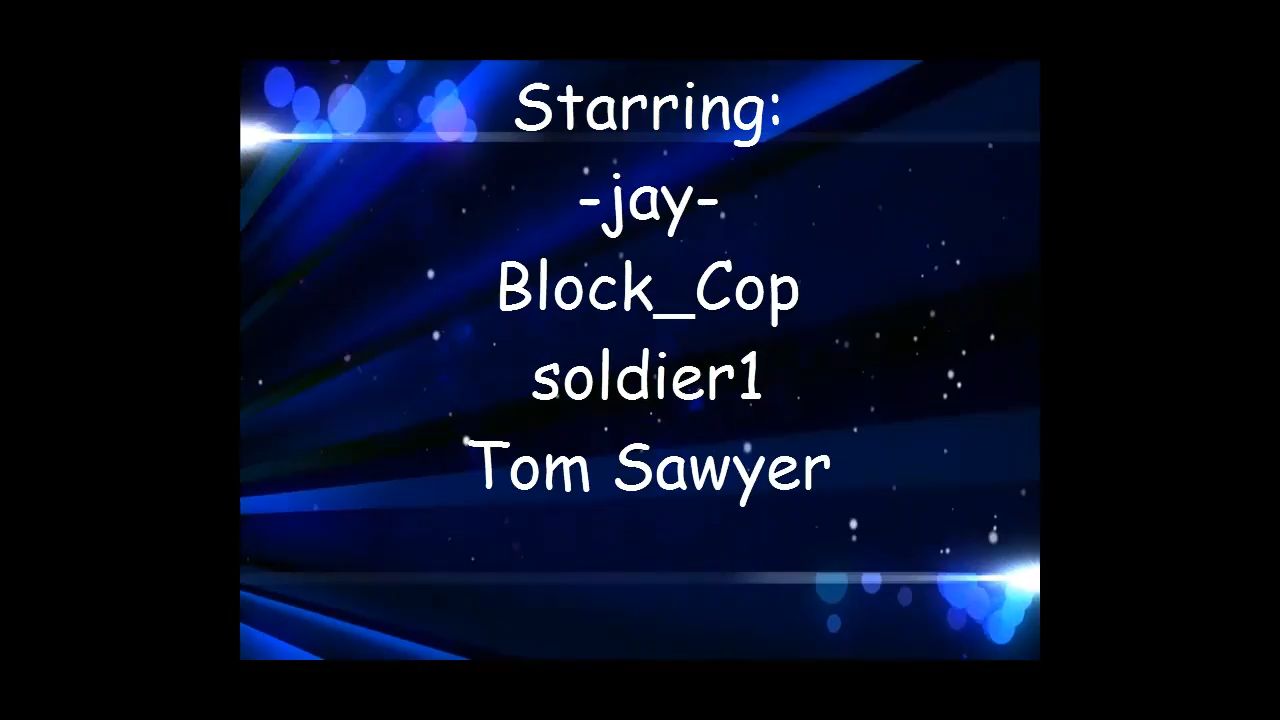 Starring:
-jay-
Block_Cop
soldier1
Tom Sawyer